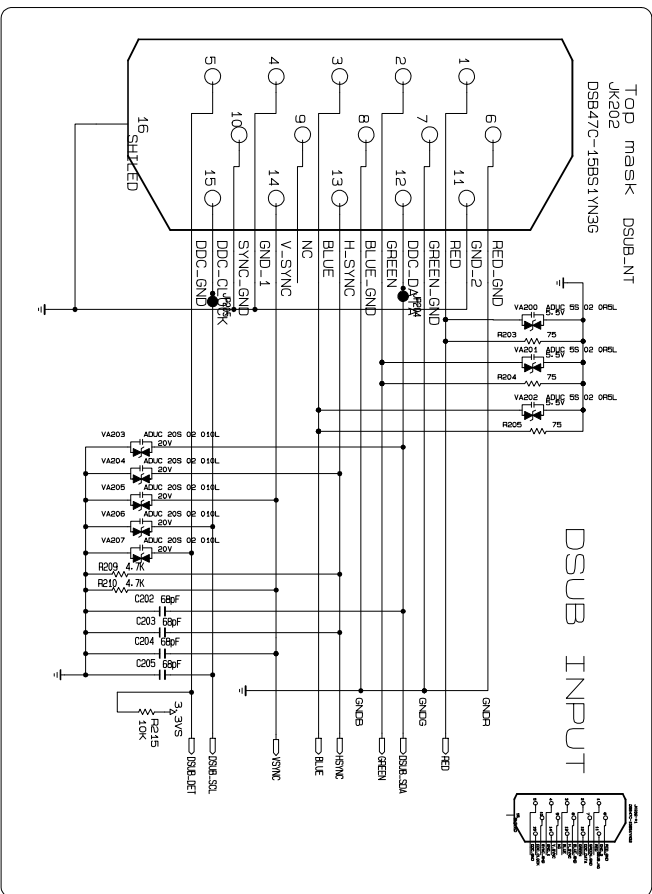 Top mask DSUB_NT
JK202
DSB47C-15BS1YN3G
5
4
3
2
1
10
9
8
7
6
15
14
13
12
11
16
SHILED
DDC_GND
DDC_CLOCK
SYNC_GND
GND_1
V_SYNC
NC
BLUE
H_SYNC
BLUE_GND
GREEN
DDC_DATA
GREEN_GND
RED
GND_2
RED_GND
VA200 ADUC 5S 02 0R5L
5.5V
R203 75
VA201 ADUC 5S 02 0R5L
5.5V
R204 75
VA202 ADUC 5S 02 0R5L
5.5V
R205 75
VA203 ADUC 20S 02 010L
20V
VA204 ADUC 20S 02 010L
20V
VA205 ADUC 20S 02 010L
20V
VA206 ADUC 20S 02 010L
20V
VA207 ADUC 20S 02 010L
20V
R209 4.7K
R210 4.7K
C202 68pF
C203 68pF
C204 68pF
C205 68pF
3.3VS
R215
10K
GNDB
GNDG
GNDR
DSUB_DET
DSUB_SCL
VSYNC
BLUE
HSYNC
GREEN
DSUB_SDA
RED
DSUB INPUT